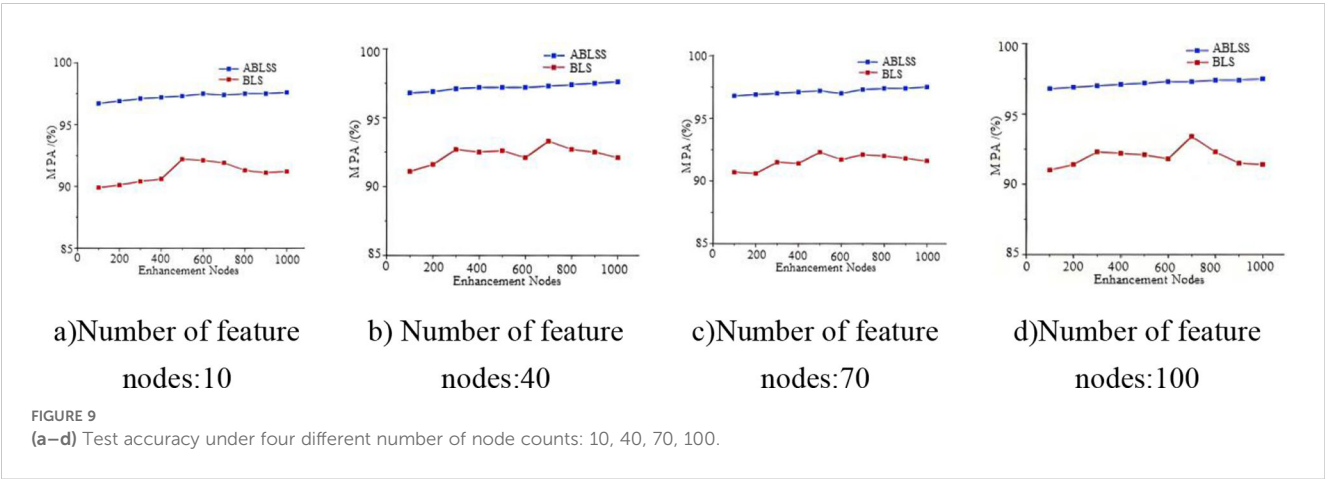 100
95
90
85
MPA/(%)
ABLSS
BLS
0 200 400 600 800 1000
Enhancement Nodes
a)Number of feature
nodes:10
100
95
90
85
MPA/(%)
ABLSS
BLS
0 200 400 600 800 1000
Enhancement Nodes
b) Number of feature
nodes:40
100
95
90
85
MPA/(%)
ABLSS
BLS
0 200 400 600 800 1000
Enhancement Nodes
c)Number of feature
nodes:70
100
95
90
85
MPA/(%)
ABLSS
BLS
0 200 400 600 800 1000
Enhancement Nodes
d)Number of feature
nodes:100
FIGURE 9
(a–d) Test accuracy under four different number of node counts: 10, 40, 70, 100.